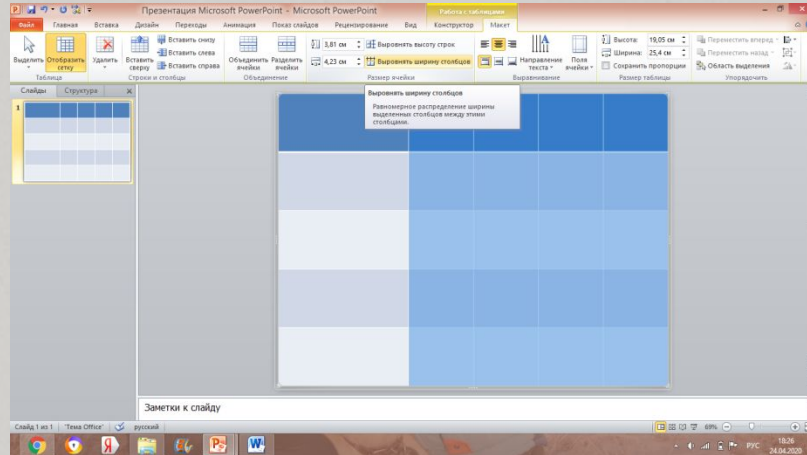 Презентация Microsoft PowerPoint - Microsoft PowerPoint
Работа с таблицами
Файл Главная Вставка Дизайн Переходы Анимация Показ слайдов Рецензирование Вид Конструктор Макет
Выделить Отобразить сетку Удалить Вставить сверху Вставить снизу Вставить слева Вставить справа
Объединить ячейки Разделить ячейки
3,81 см Выровнять высоту строк
4,23 см Выровнять ширину столбцов
Направление текста Поля ячейки
Высота: 19,05 см
Ширина: 25,4 см
Сохранить пропорции
Переместить вперед
Переместить назад
Область выделения
Таблица Строки и столбцы Объединение Размер ячейки Выравнивание Размер таблицы Упорядочить
Слайды Структура
1
Выровнять ширину столбцов
Равномерное распределение ширины
выделенных столбцов между этими
столбцами.
Заметки к слайду
Слайд 1 из 1 "Тема Office" русский 69%
РУС 18:26
24.04.2020